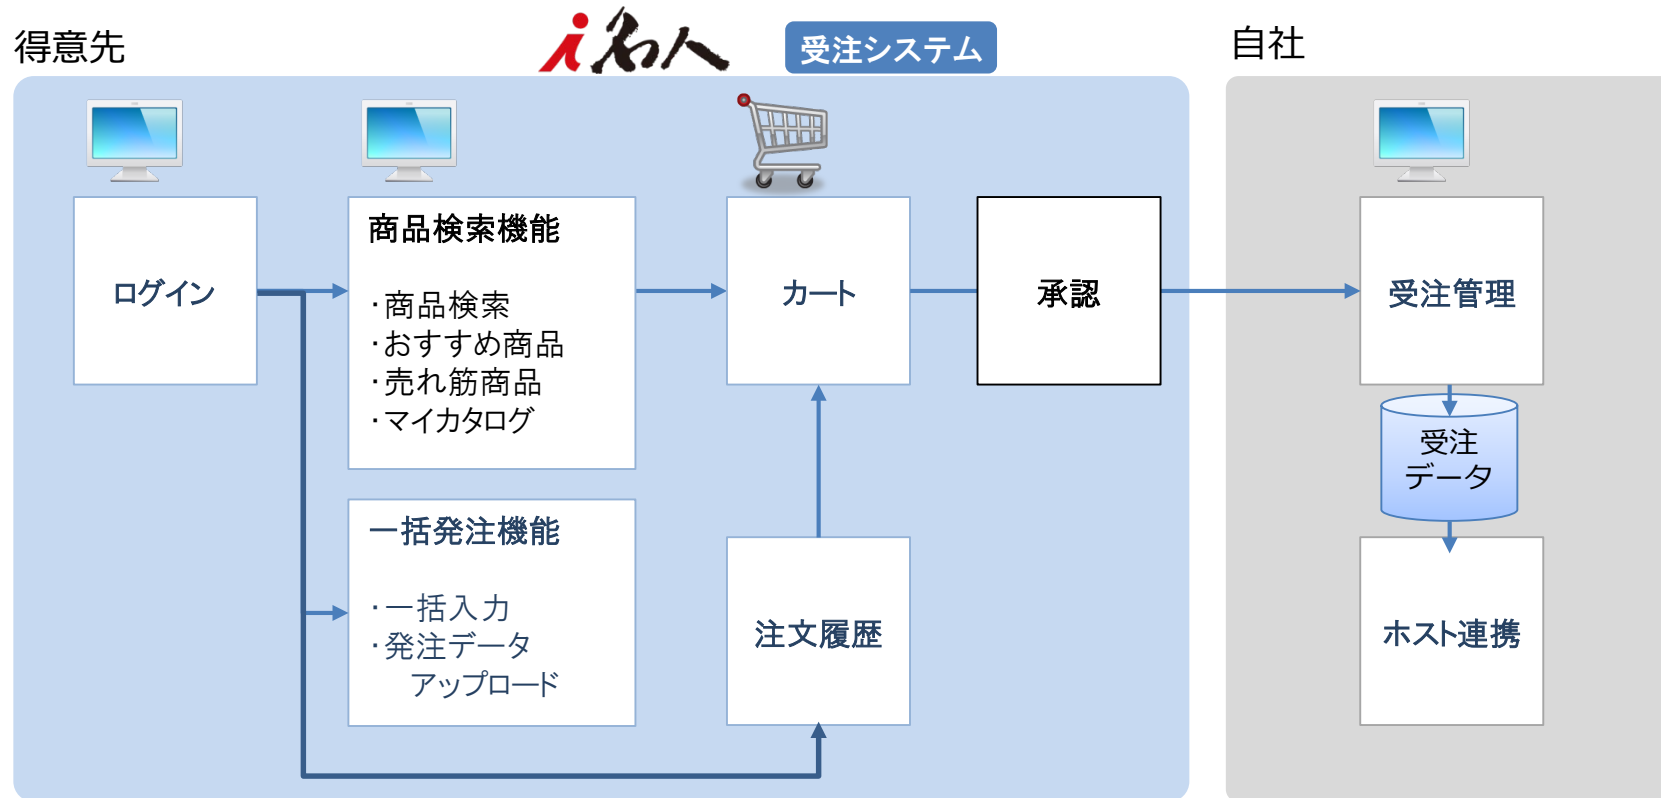 得意先
i名人
受注システム
自社
ログイン
商品検索機能
・商品検索
・おすすめ商品
・売れ筋商品
・マイカタログ
カート
承認
受注管理
受注
データ
一括発注機能
・一括入力
・発注データ
アップロード
注文履歴
ホスト連携